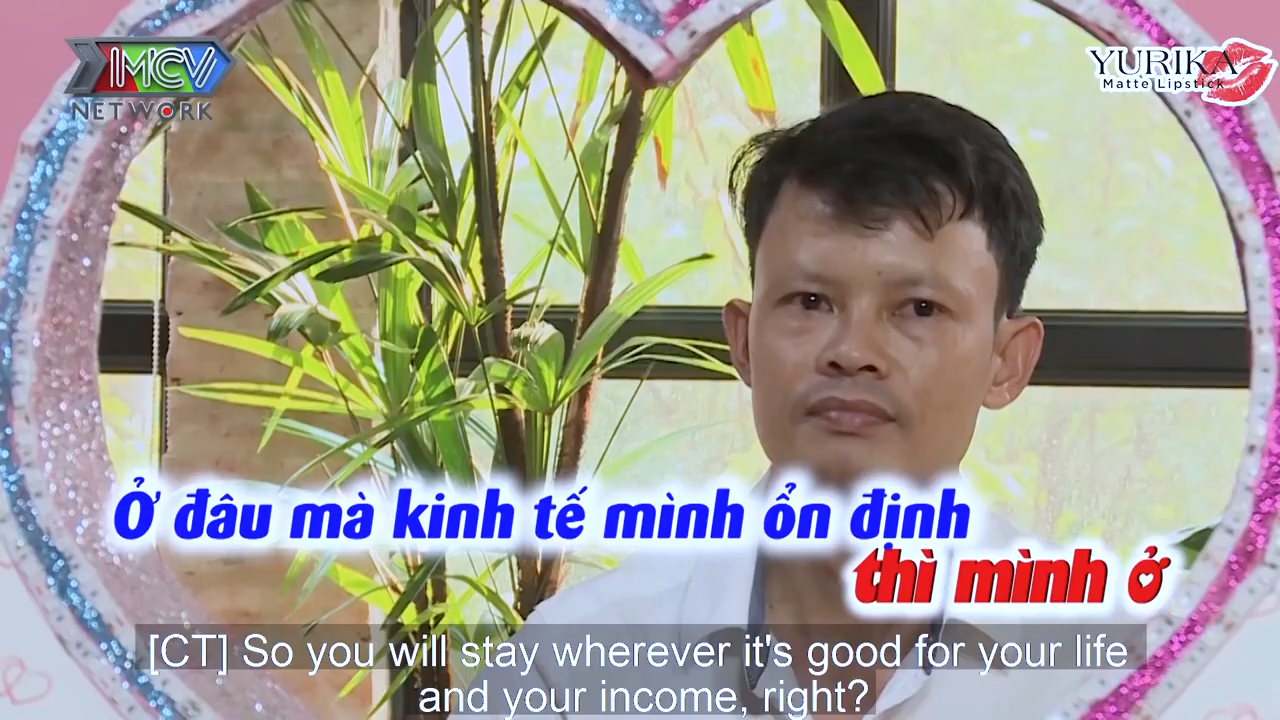 MCV
NETWORK
YURIKA
Matte Lipstick
Ở đâu mà kinh tế mình ổn định
thì mình ở
[CT] So you will stay wherever it's good for your life
and your income, right?